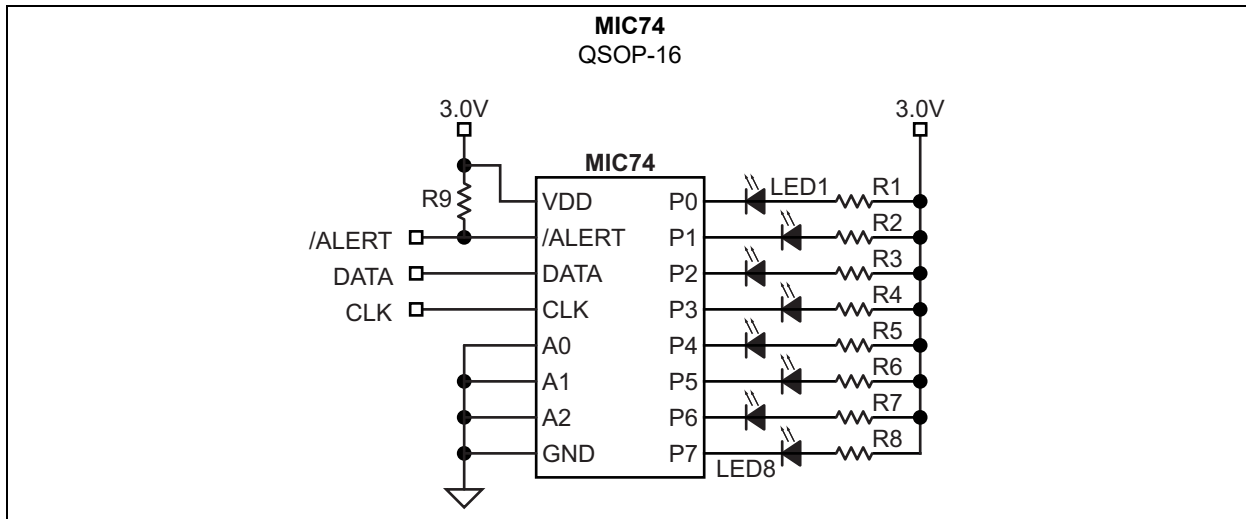 MIC74
QSOP-16
3.0V
3.0V
MIC74
R9
VDD
/ALERT
DATA
CLK
A0
A1
A2
GND
/ALERT
DATA
CLK
P0
P1
P2
P3
P4
P5
P6
P7
LED1
LED8
R1
R2
R3
R4
R5
R6
R7
R8